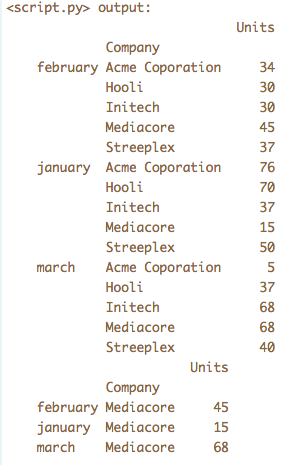 <script.py> output:
                             Units
             Company
    february Acme Coporation    34
             Hooli              30
             Initech            30
             Mediacore          45
             Streeplex          37
    january  Acme Coporation    76
             Hooli              70
             Initech            37
             Mediacore          15
             Streeplex          50
    march    Acme Coporation     5
             Hooli              37
             Initech            68
             Mediacore          68
             Streeplex          40
                       Units
             Company
    february Mediacore    45
    january  Mediacore    15
    march    Mediacore    68